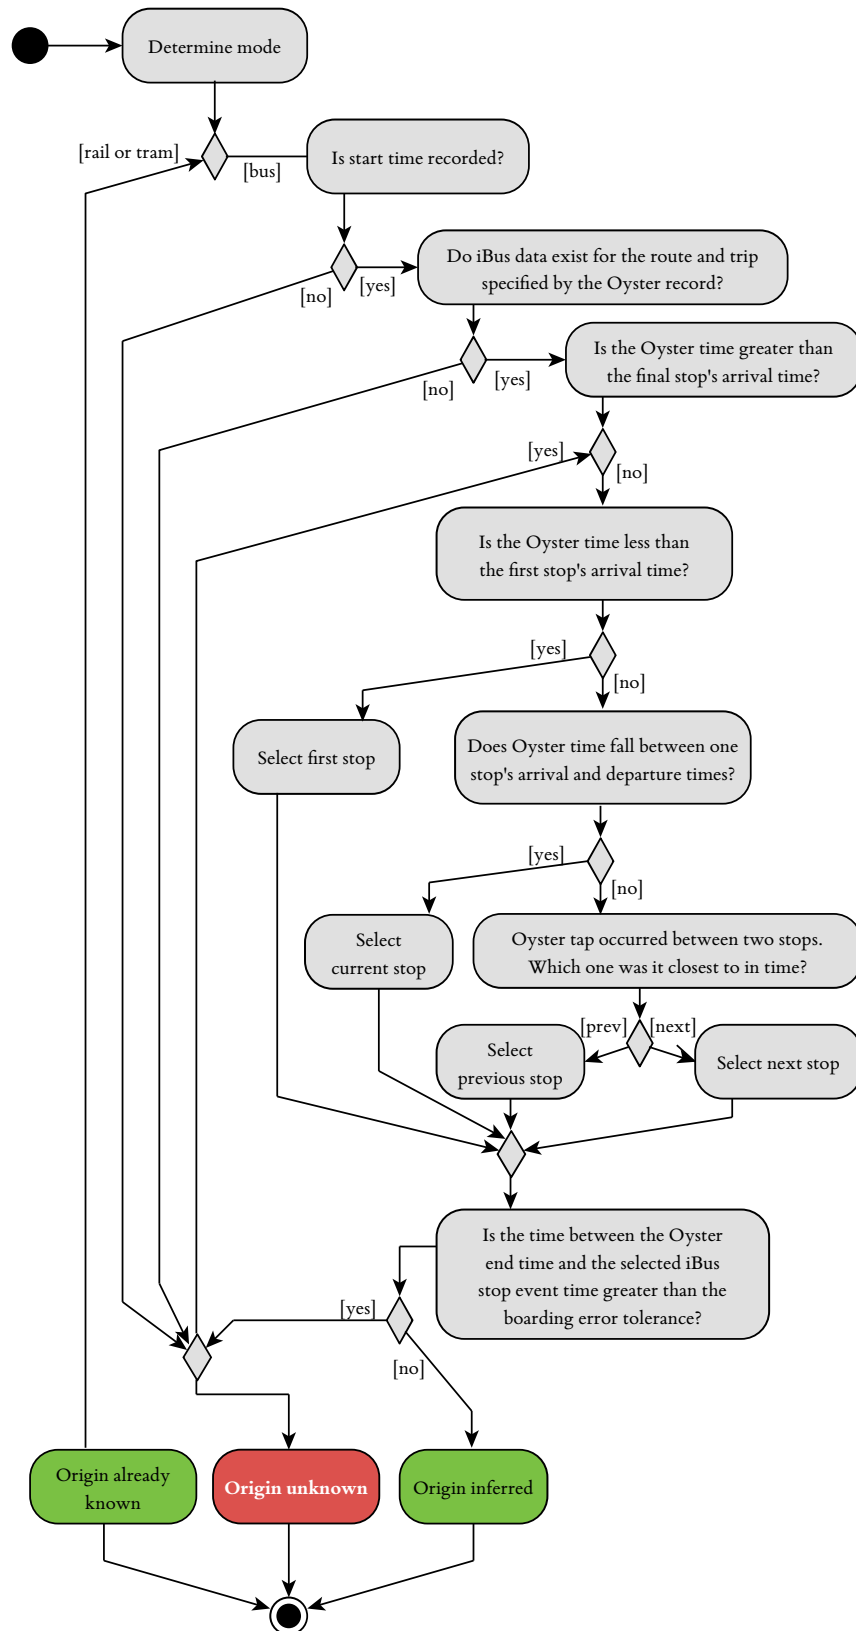 Determine mode
[rail or tram]
[bus]
Is start time recorded?
[no]
[yes]
Do iBus data exist for the route and trip
specified by the Oyster record?
[no]
[yes]
Is the Oyster time greater than
the final stop's arrival time?
[yes]
[no]
Is the Oyster time less than
the first stop's arrival time?
[yes]
[no]
Select first stop
Does Oyster time fall between one
stop's arrival and departure times?
[yes]
[no]
Select
current stop
Oyster tap occurred between two stops.
Which one was it closest to in time?
[prev]
[next]
Select
previous stop
Select next stop
Is the time between the Oyster
end time and the selected iBus
stop event time greater than the
boarding error tolerance?
[yes]
[no]
Origin already
known
Origin unknown
Origin inferred